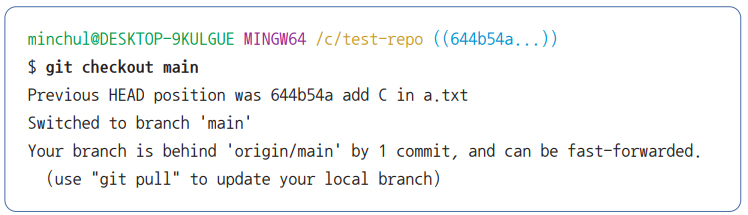 minchul@DESKTOP-9KULGUE MINGW64 /c/test-repo ((644b54a...))
$ git checkout main
Previous HEAD position was 644b54a add C in a.txt
Switched to branch 'main'
Your branch is behind 'origin/main' by 1 commit, and can be fast-forwarded.
  (use "git pull" to update your local branch)